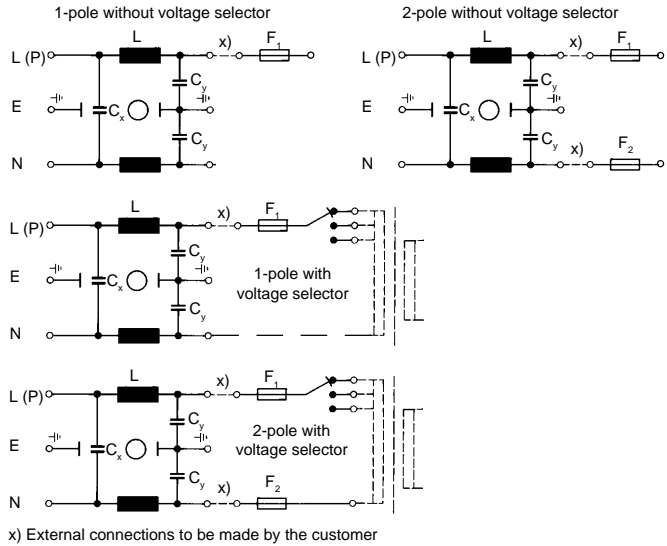 1-pole without voltage selector
L
x)
F1
L (P)
Cy
E
Cx
Cy
N
2-pole without voltage selector
L
x)
F1
L (P)
Cy
E
Cx
Cy
x)
F2
N
L
x)
F1
L (P)
Cy
E
Cx
1-pole with
voltage selector
Cy
N
L
x)
F1
L (P)
Cy
E
Cx
2-pole with
voltage selector
Cy
x)
F2
N
x) External connections to be made by the customer